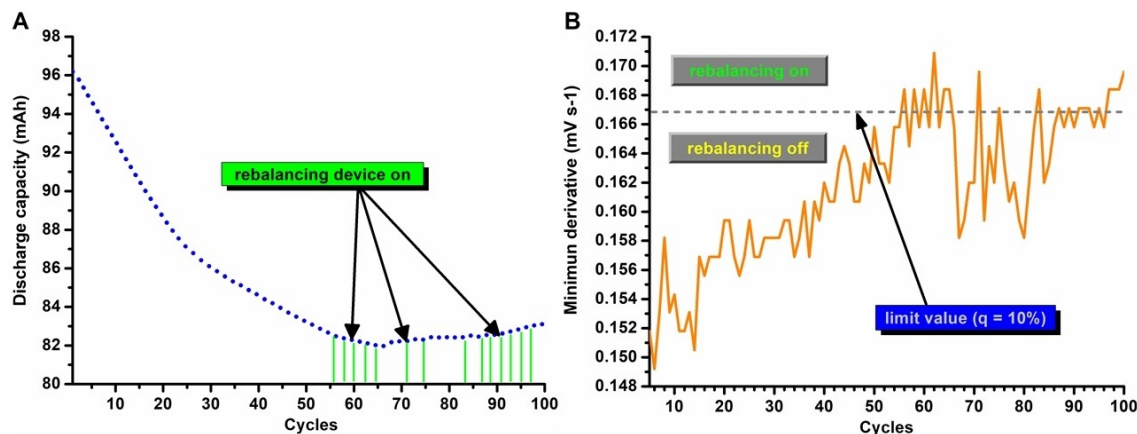 A
98
96
94
92
90
88
86
84
82
80
Discharge capacity (mAh)
rebalancing device on
10 20 30 40 50 60 70 80 90 100
Cycles
B
0.172
0.170
0.168
0.166
0.164
0.162
0.160
0.158
0.156
0.154
0.152
0.150
0.148
Minimun derivative (mV s-1)
rebalancing on
rebalancing off
limit value (q = 10%)
10 20 30 40 50 60 70 80 90 100
Cycles